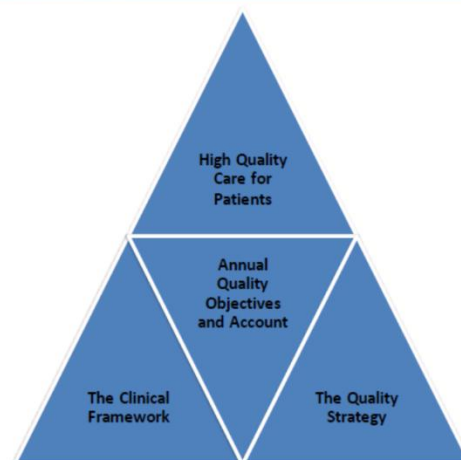 High Quality
Care for
Patients
Annual
Quality
Objectives
and Account
The Clinical
Framework
The Quality
Strategy